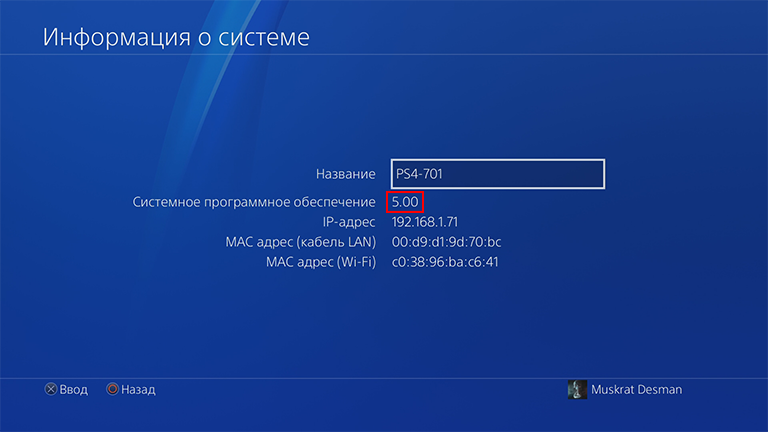 Информация о системе
Название PS4-701
Системное программное обеспечение 5.00
IP-адрес 192.168.1.71
MAC адрес (кабель LAN) 00:d9:d1:9d:70:bc
MAC адрес (Wi-Fi) c0:38:96:ba:c6:41
Ввод Назад Muskrat Desman